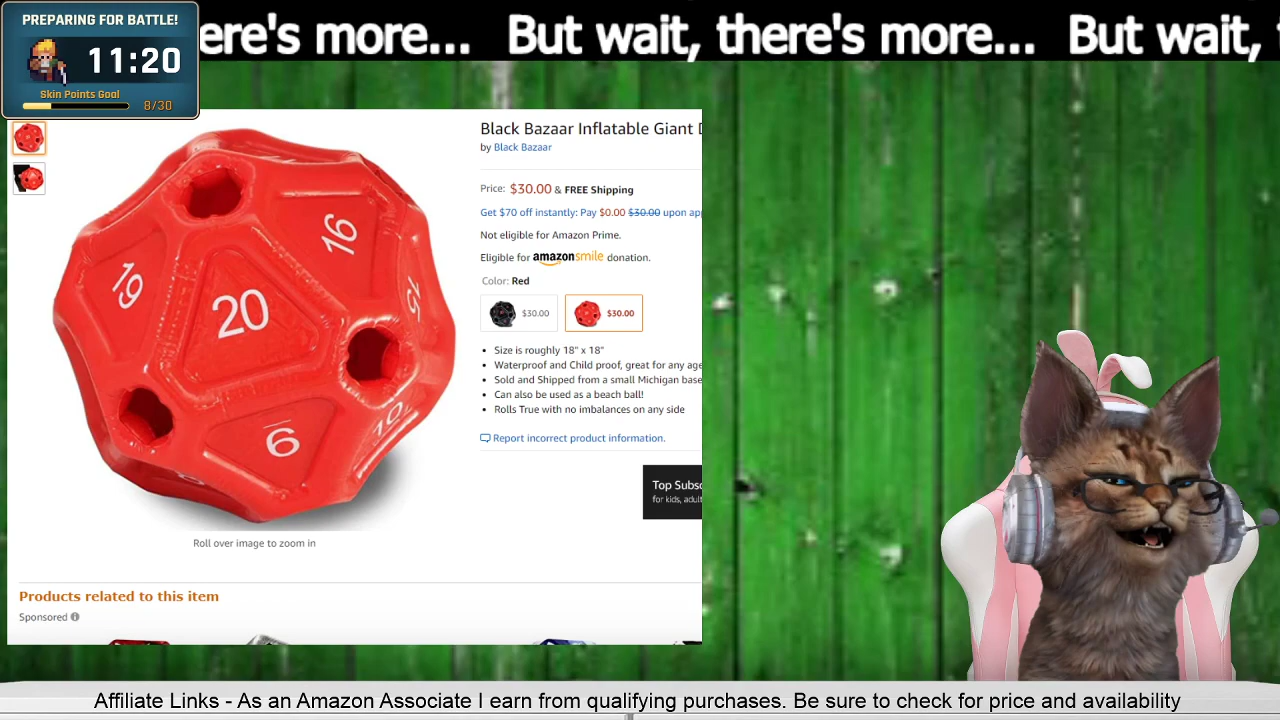 PREPARING FOR BATTLE!
11:20
Skin Points Goal
8/30
ere's more... But wait, there's more... But wait,
Black Bazaar Inflatable Giant
by Black Bazaar
Price: $30.00 & FREE Shipping
Get $70 off instantly: Pay $0.00 $30.00 upon
Not eligible for Amazon Prime.
Eligible for amazonsmile donation.
Color: Red
$30.00
$30.00
Size is roughly 18" x 18"
Waterproof and Child proof, great for any age
Sold and Shipped from a small Michigan base
Can also be used as a beach ball!
Rolls True with no imbalances on any side
Report incorrect product information.
Top Subsc
for kids, adul
16
19
20
15
6
10
Roll over image to zoom in
Products related to this item
Sponsored
Affiliate Links - As an Amazon Associate I earn from qualifying purchases. Be sure to check for price and availability